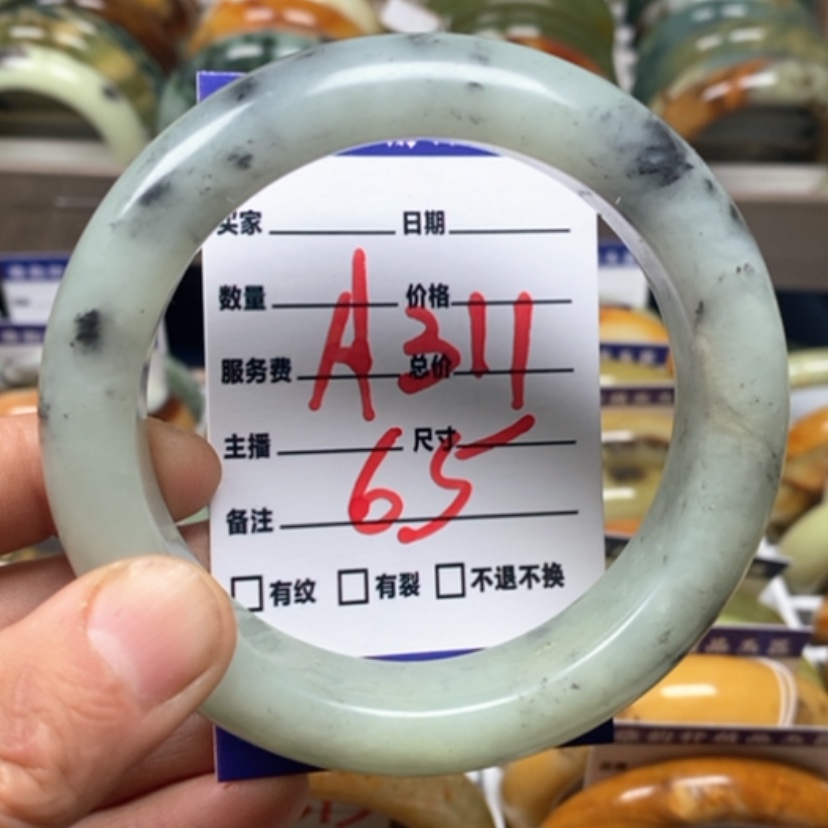 买家 日期
数量 价格
A311
服务费 总价
主播 尺寸
65
备注
有纹 有裂 不退不换